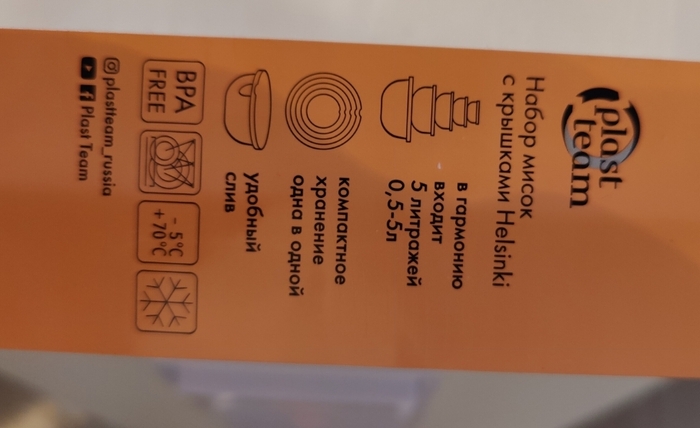 plast
team
Набор мисок
с крышками Helsinki
в гармонию
входит
5 литражей
0,5-5л
компактное
хранение
одна в одной
удобный
слив
BPA
FREE
- 5°C
+ 70°C
@plastteam_russia
Plast Team